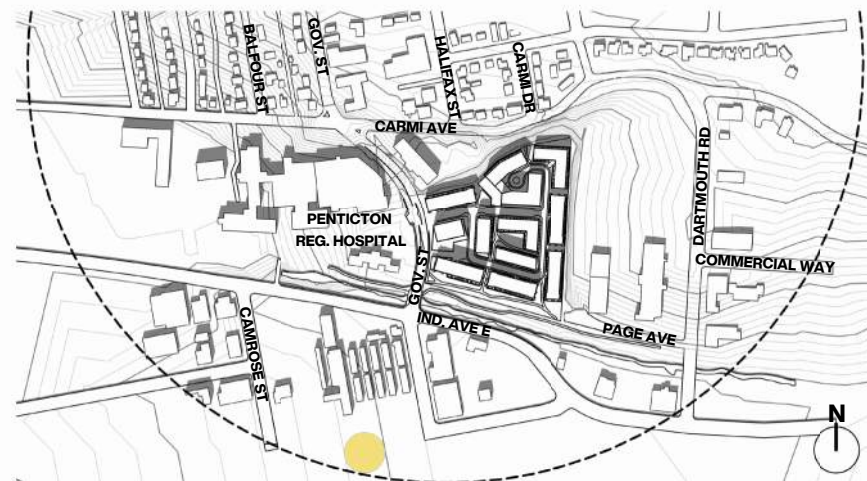 BALFOUR ST
GOV. ST
HALIFAX ST
CARMI DR
CARMI AVE
DARTMOUTH RD
PENTICTON
REG. HOSPITAL
GOV. ST
COMMERCIAL WAY
CAMROSE ST
IND. AVE E
PAGE AVE
N